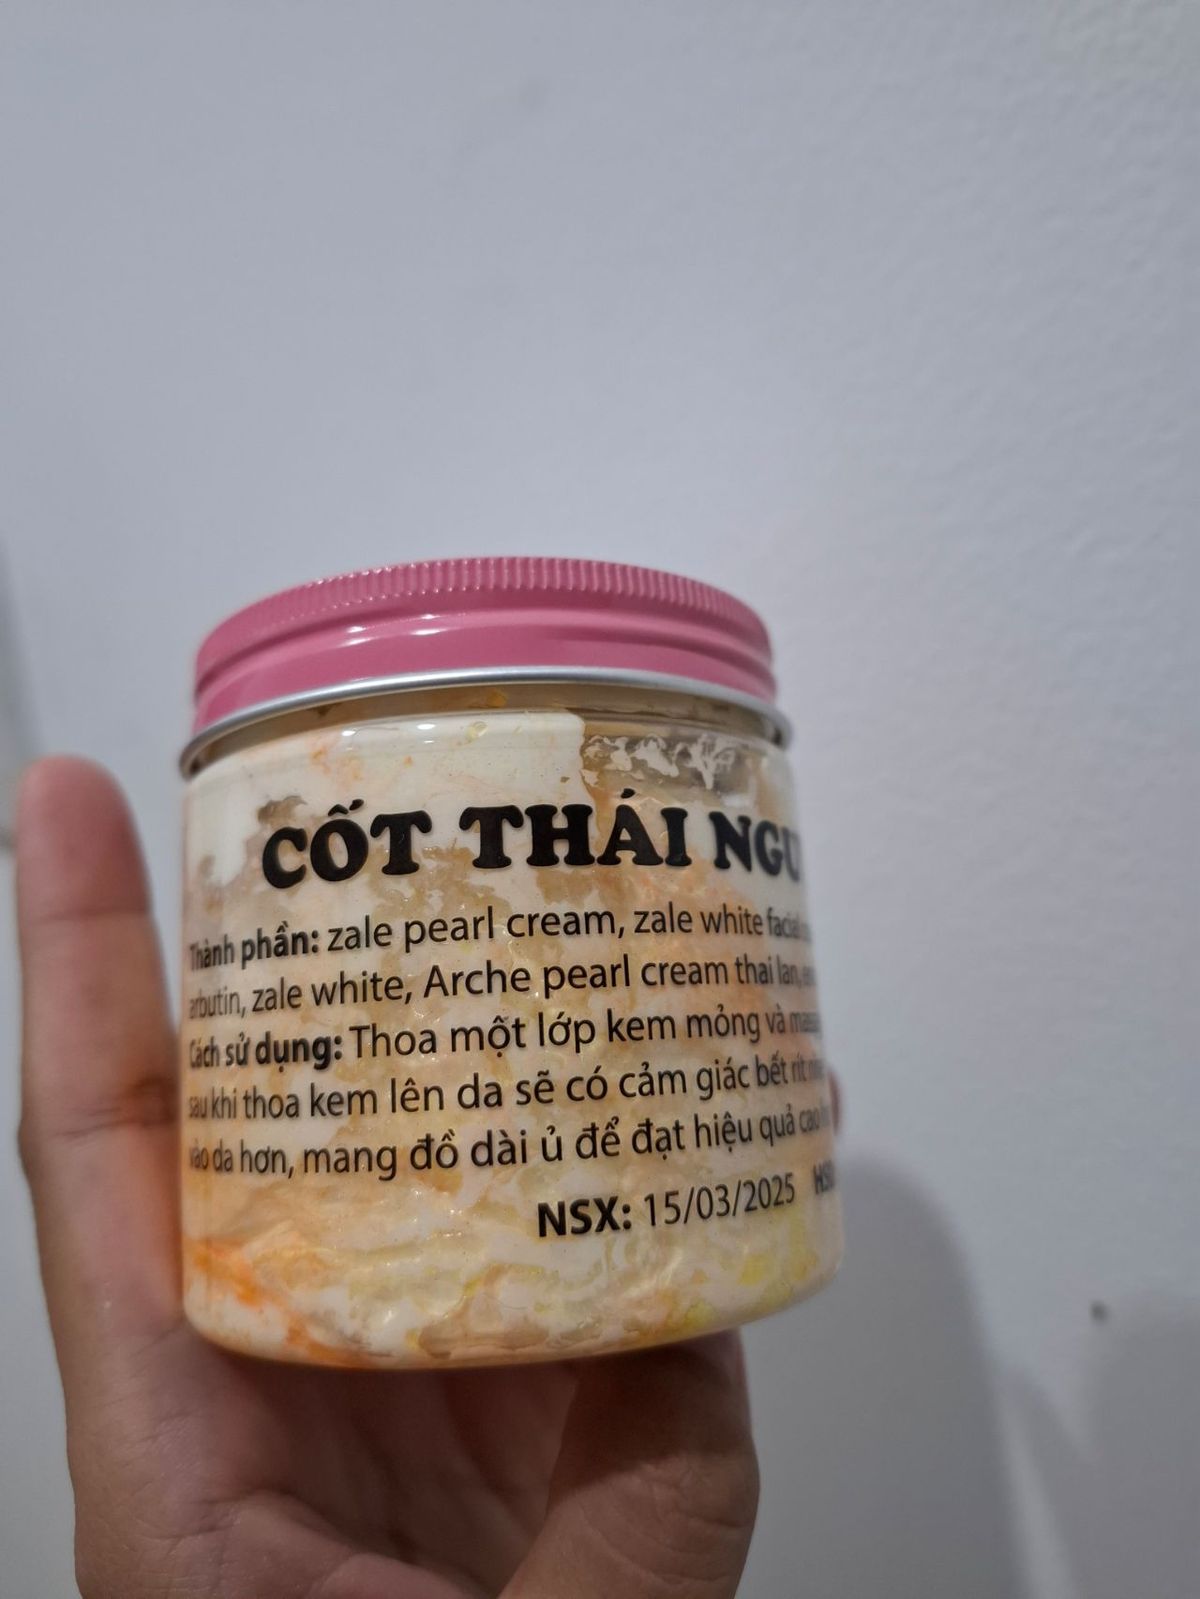 CỐT THÁI
Thành phần: zale pearl cream, zale white facial
arbutin, zale white, Arche pearl cream thai lan,
Cách sử dụng: Thoa một lớp kem mỏng và
sau khi thoa kem lên da sẽ có cảm giác bết rít
vào da hơn, mang đồ dài ủ để đạt hiệu quả cao
NSX: 15/03/2025